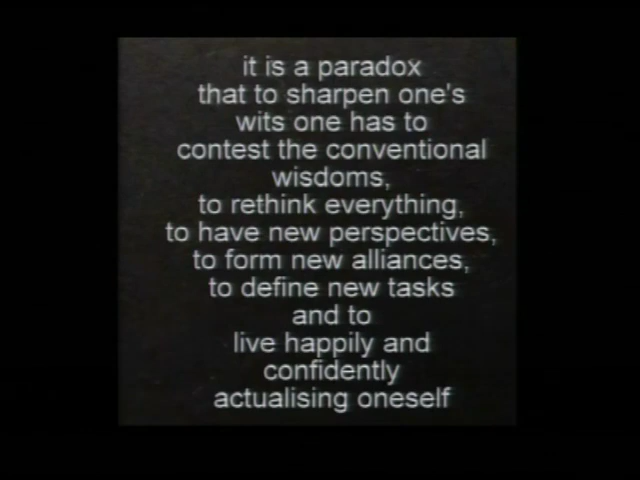 it is a paradox
that to sharpen one's
wits one has to
contest the conventional
wisdoms,
to rethink everything,
to have new perspectives,
to form new alliances,
to define new tasks
and to
live happily and
confidently
actualising oneself